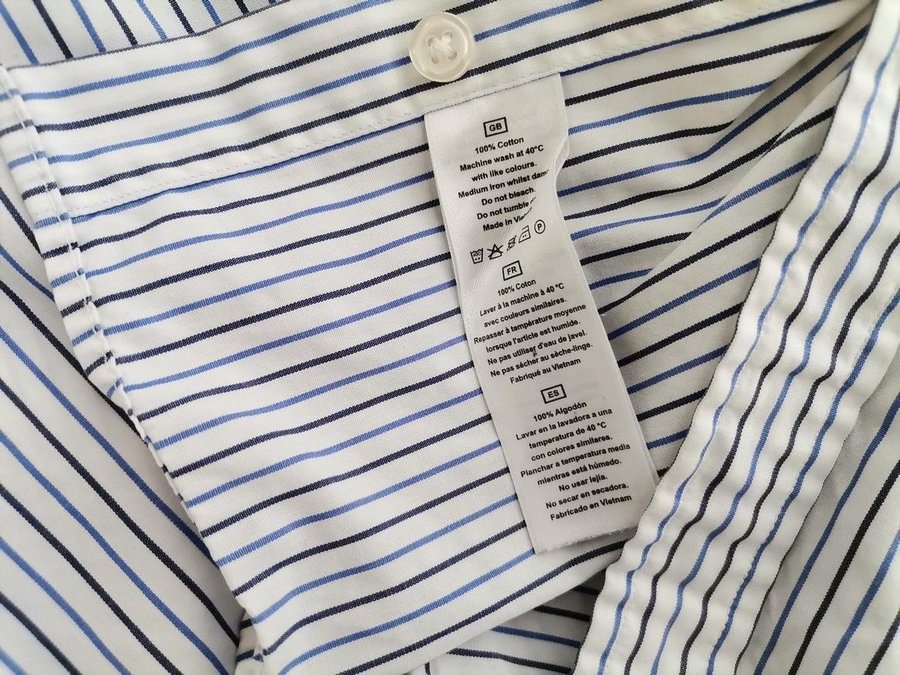 GB
100% Cotton
Machine wash at 40°C
with like colours.
Medium Iron whilst
Do not bleach.
Do not tumble
Made in
P
FR
100% Coton
Laver à la machine à 40 °C
avec couleurs similaires.
Repasser à température moyenne
lorsque l'article est humide.
Ne pas utiliser d'eau de javel.
Ne pas sécher au sèche-linge.
Fabriqué au Vietnam
ES
100% Algodón
Lavar en la lavadora a una
temperatura de 40 °C
con colores similares.
Planchar a temperatura media
mientras está húmedo.
No usar lejía.
No secar en secadora.
Fabricado en Vietnam